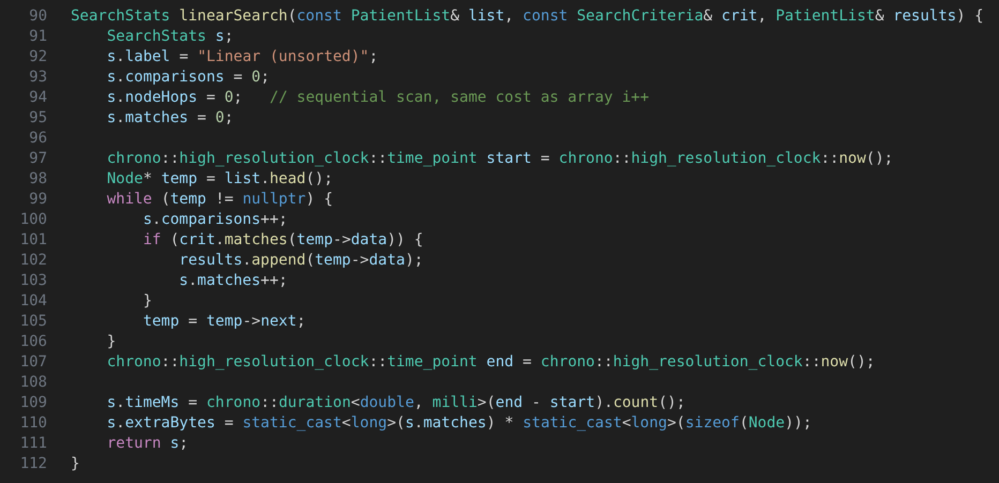 90 SearchStats linearSearch(const PatientList& list, const SearchCriteria& crit, PatientList& results) {
91     SearchStats s;
92     s.label = "Linear (unsorted)";
93     s.comparisons = 0;
94     s.nodeHops = 0;   // sequential scan, same cost as array i++
95     s.matches = 0;
96
97     chrono::high_resolution_clock::time_point start = chrono::high_resolution_clock::now();
98     Node* temp = list.head();
99     while (temp != nullptr) {
100         s.comparisons++;
101         if (crit.matches(temp->data)) {
102             results.append(temp->data);
103             s.matches++;
104         }
105         temp = temp->next;
106     }
107     chrono::high_resolution_clock::time_point end = chrono::high_resolution_clock::now();
108
109     s.timeMs = chrono::duration<double, milli>(end - start).count();
110     s.extraBytes = static_cast<long>(s.matches) * static_cast<long>(sizeof(Node));
111     return s;
112 }